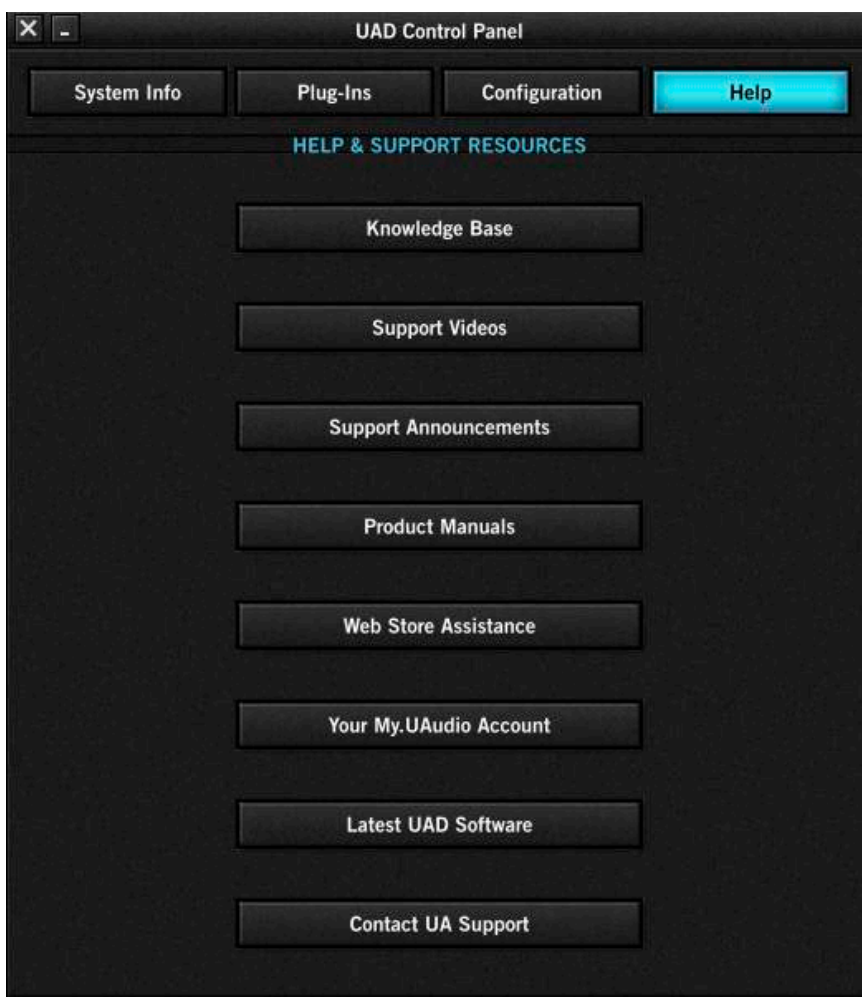 UAD Control Panel
System Info Plug-Ins Configuration Help
HELP & SUPPORT RESOURCES
Knowledge Base
Support Videos
Support Announcements
Product Manuals
Web Store Assistance
Your My.UAudio Account
Latest UAD Software
Contact UA Support